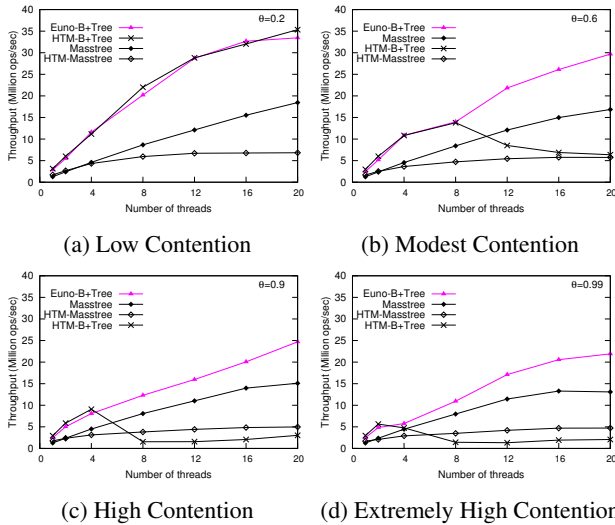 θ=0.2
Euno-B+Tree
HTM-B+Tree
Masstree
HTM-Masstree
Throughput (Million ops/sec)
40
35
30
25
20
15
10
5
0
0 4 8 12 16 20
Number of threads
(a) Low Contention
θ=0.6
Euno-B+Tree
Masstree
HTM-Masstree
HTM-B+Tree
Throughput (Million ops/sec)
40
35
30
25
20
15
10
5
0
0 4 8 12 16 20
Number of threads
(b) Modest Contention
θ=0.9
Euno-B+Tree
Masstree
HTM-Masstree
HTM-B+Tree
Throughput (Million ops/sec)
40
35
30
25
20
15
10
5
0
0 4 8 12 16 20
Number of threads
(c) High Contention
θ=0.99
Euno-B+Tree
Masstree
HTM-Masstree
HTM-B+Tree
Throughput (Million ops/sec)
40
35
30
25
20
15
10
5
0
0 4 8 12 16 20
Number of threads
(d) Extremely High Contention